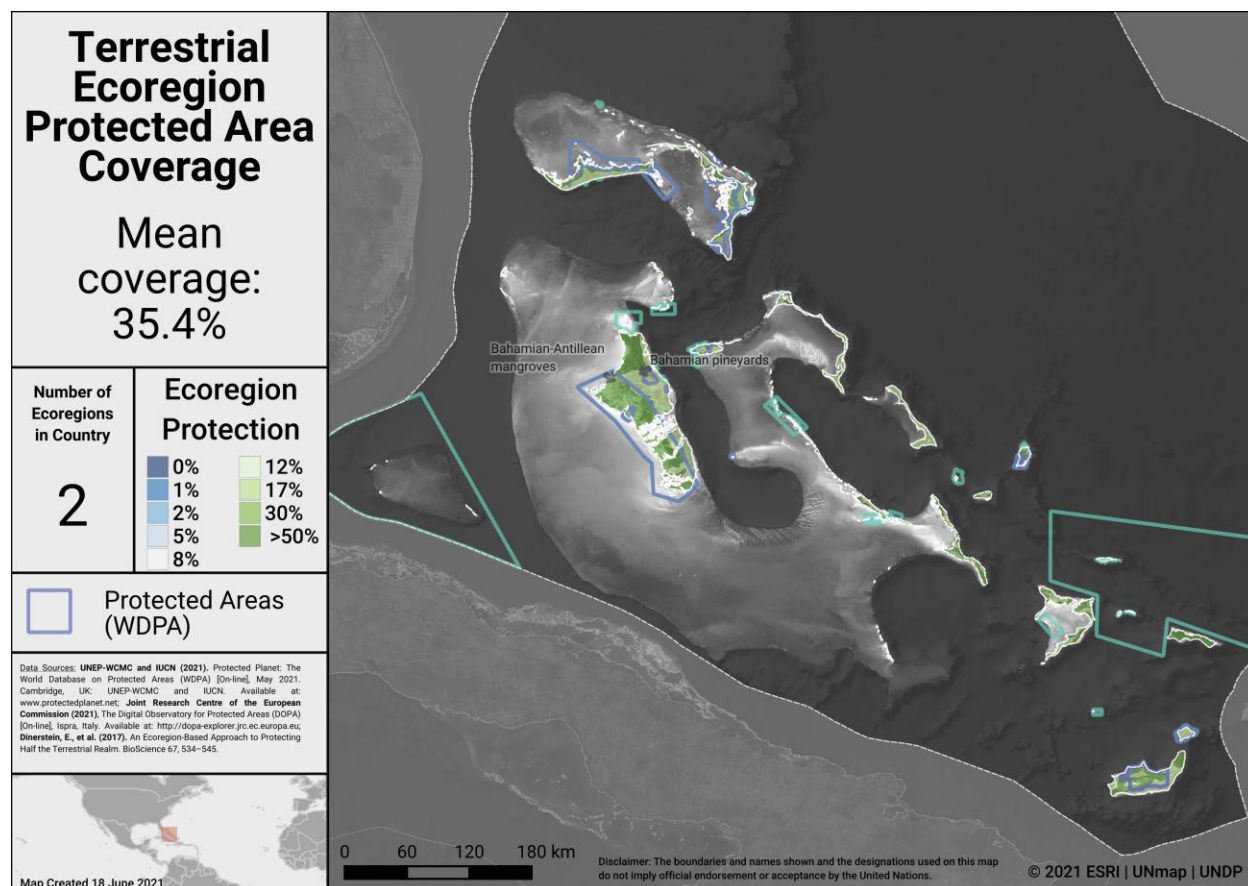 Terrestrial
Ecoregion
Protected Area
Coverage
Mean
coverage:
35.4%
Number of
Ecoregions
in Country
2
Ecoregion
Protection
0%
1%
2%
5%
8%
12%
17%
30%
>50%
Protected Areas
(WDPA)
Data Sources: UNEP-WCMC and IUCN (2021). Protected Planet: The
World Database on Protected Areas (WDPA) [On-line], May 2021.
Cambridge, UK: UNEP-WCMC and IUCN. Available at:
www.protectedplanet.net; Joint Research Centre of the European
Commission (2021), The Digital Observatory for Protected Areas (DOPA)
[On-line], Ispra, Italy. Available at: http://dopa-explorer.jrc.ec.europa.eu;
Dinerstein, E., et al. (2017). An Ecoregion-Based Approach to Protecting
Half the Terrestrial Realm. BioScience 67, 534–545.
Map Created 18 June 2021
Bahamian-Antillean
mangroves
Bahamian pineyards
0 60 120 180 km
Disclaimer: The boundaries and names shown and the designations used on this map
do not imply official endorsement or acceptance by the United Nations.
© 2021 ESRI | UNmap | UNDP